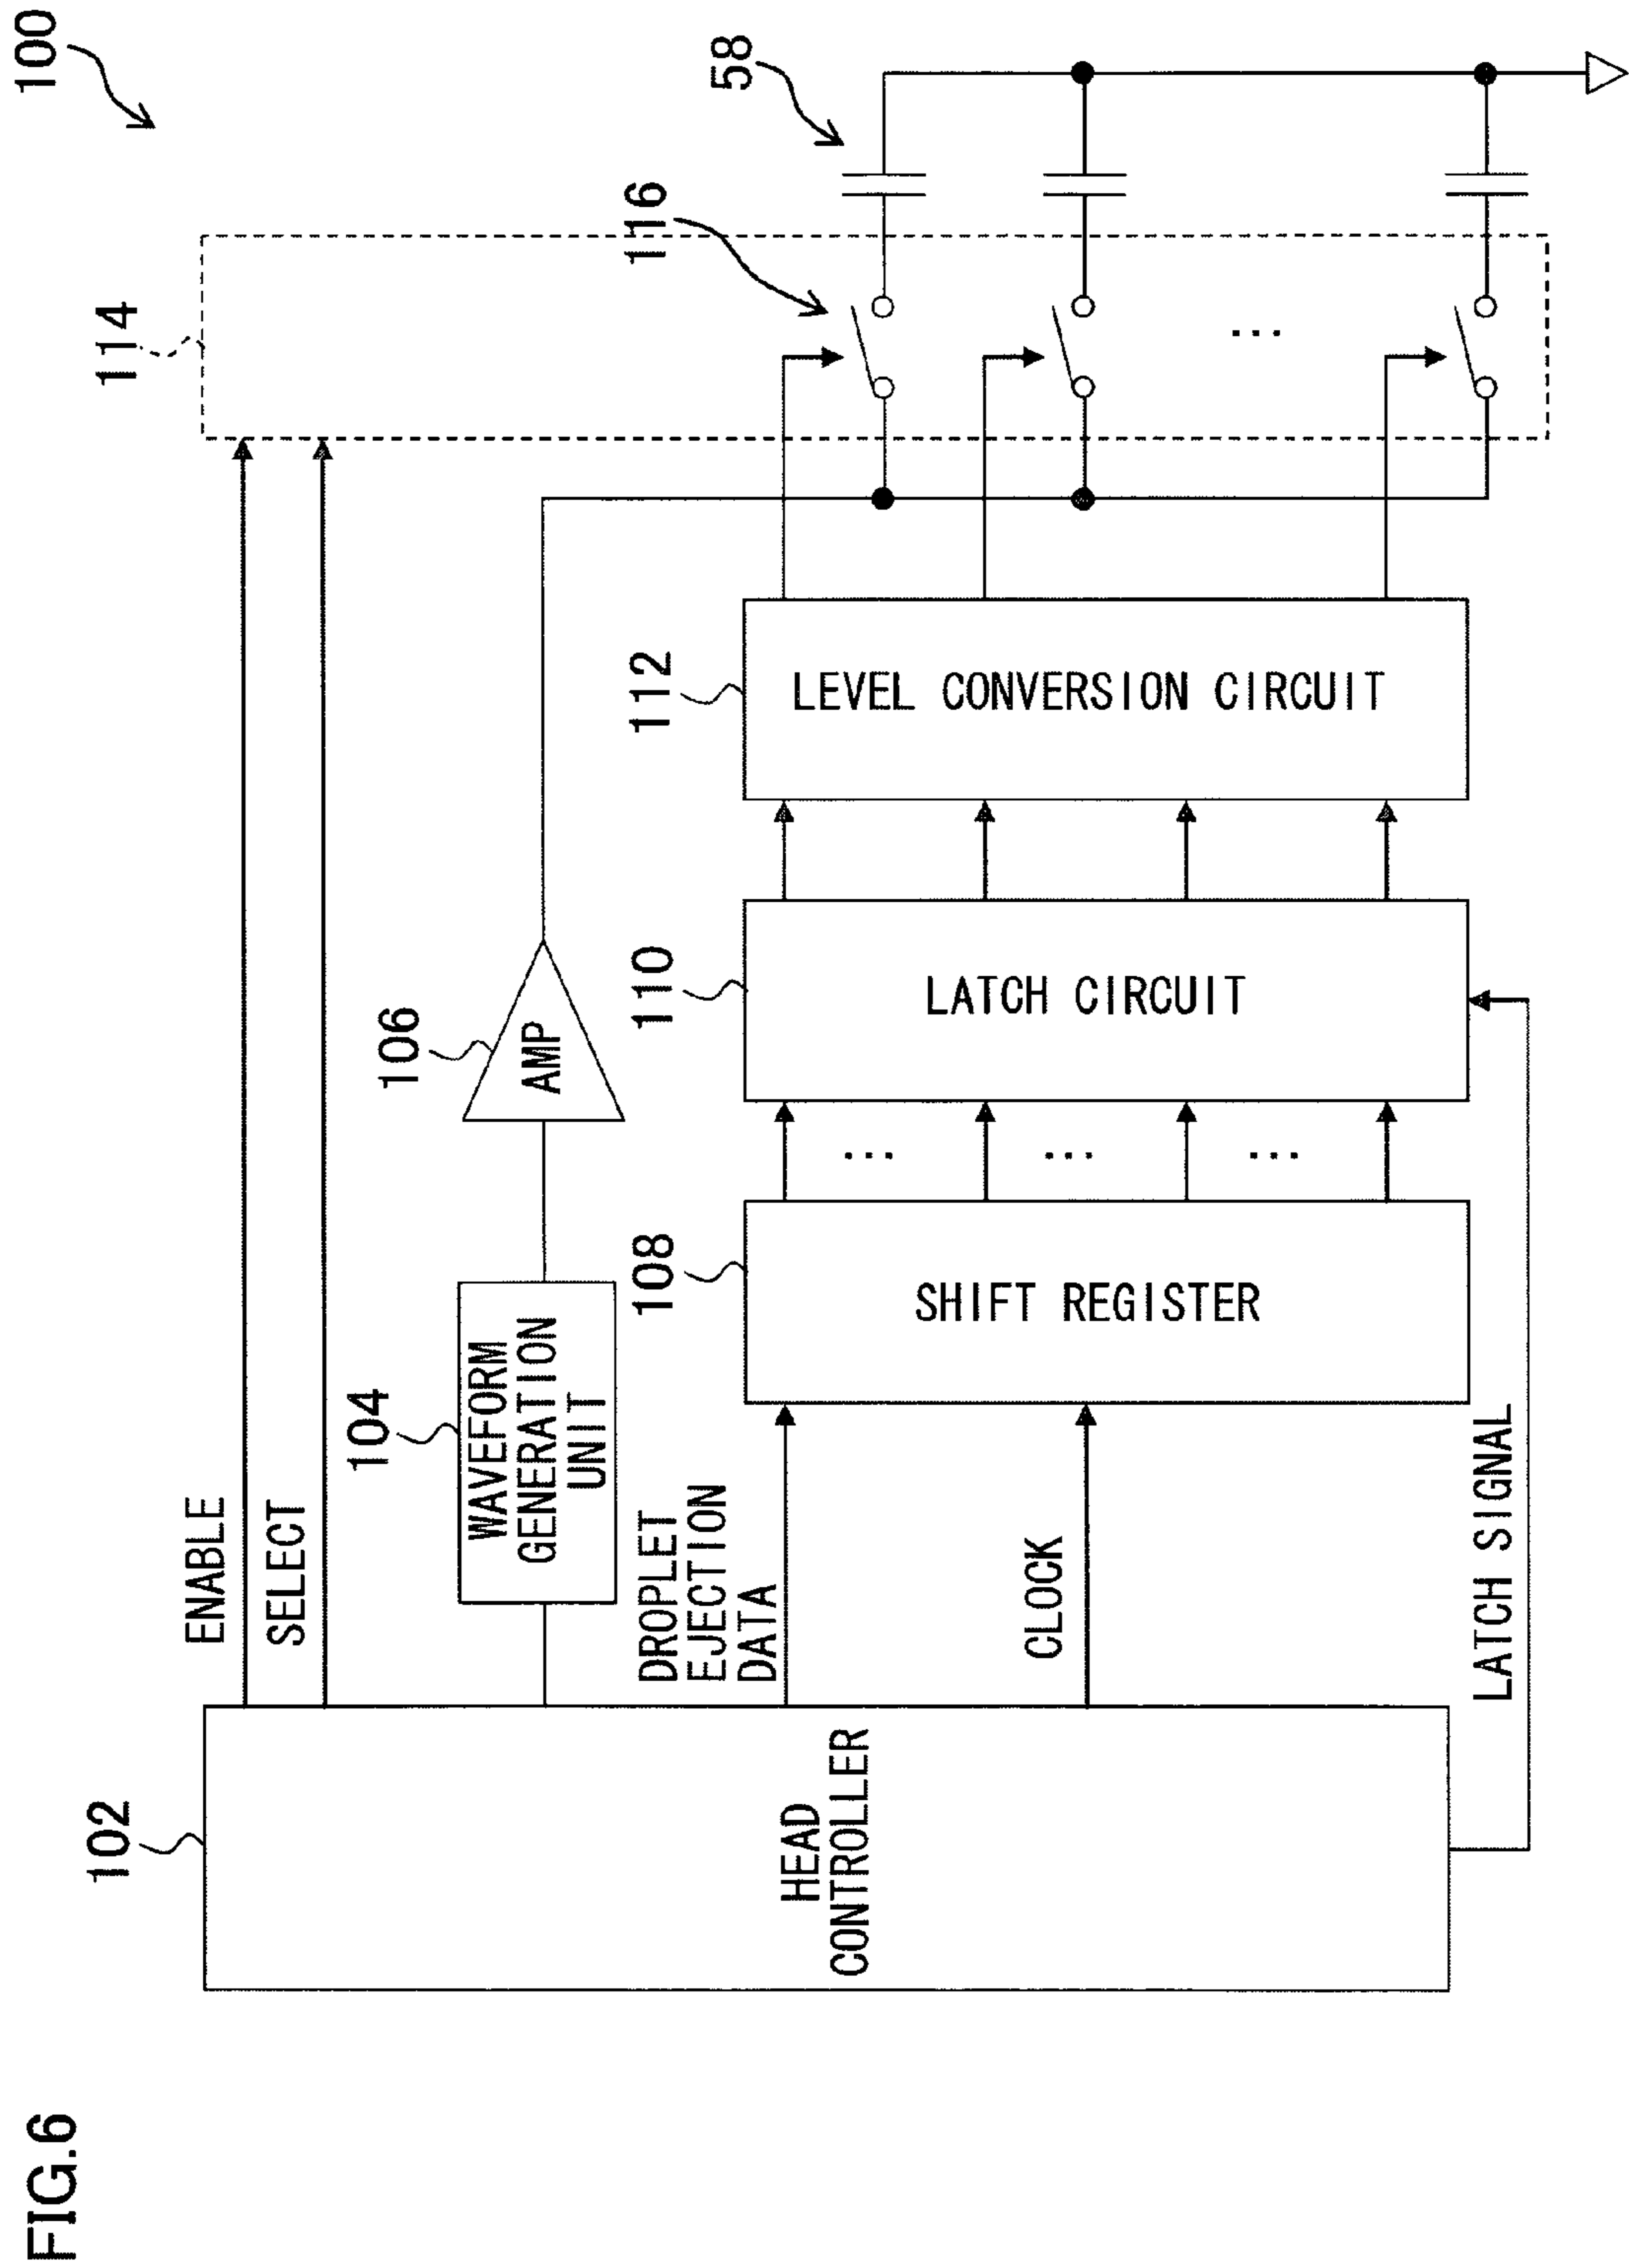 FIG.6
100
102
HEAD
CONTROLLER
ENABLE
SELECT
104
WAVEFORM
GENERATION
UNIT
106
AMP
DROPLET
EJECTION
DATA
CLOCK
LATCH SIGNAL
108
SHIFT REGISTER
...
...
...
110
LATCH CIRCUIT
112
LEVEL CONVERSION CIRCUIT
114
116
...
58